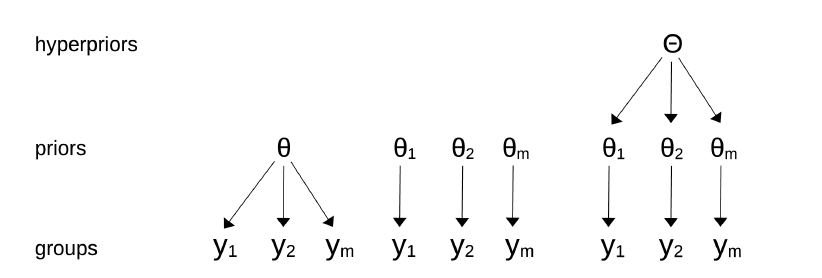 hyperpriors Θ
priors θ θ₁ θ₂ θₘ θ₁ θ₂ θₘ
groups y₁ y₂ yₘ y₁ y₂ yₘ y₁ y₂ yₘ